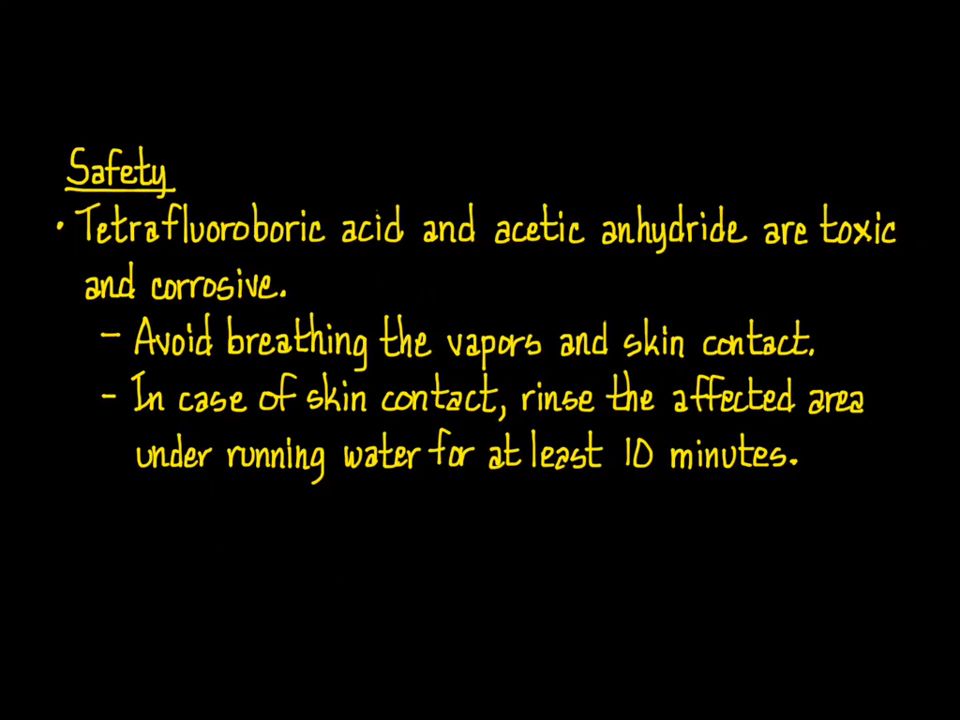 Safety
· Tetrafluoroboric acid and acetic anhydride are toxic
and corrosive.
- Avoid breathing the vapors and skin contact.
- In case of skin contact, rinse the affected area
under running water for at least 10 minutes.